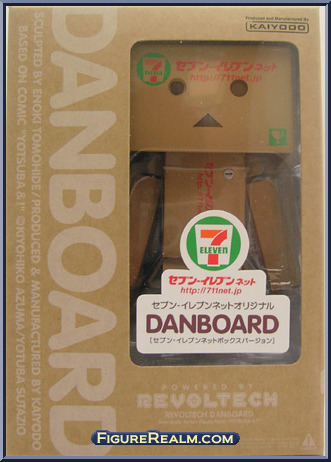 Produced and Manufactured By
KAIYODO
DANBOARD
SCULPTED BY ENOKI TOMOHIDE/PRODUCED & MANUFACTURED BY KAIYODO
BASED ON COMIC "YOTSUBA&!" ©KIYOHIKO AZUMA/YOTUBA SUTAZIO
7
ELEVEN
セブン-イレブンネット
http://711net.jp
7
ELEVEN
セブン-イレブンネット
http://711net.jp
セブン-イレブンネットオリジナル
DANBOARD
[セブン-イレブンネットボックスバージョン]
POWERED BY
REVOLTECH
REVOLTECH DANBOARD
FIGUREREALM.COM